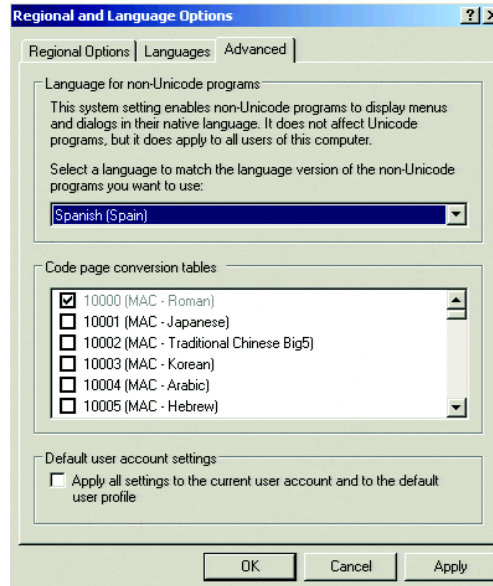 Regional and Language Options
Regional Options Languages Advanced
Language for non-Unicode programs
This system setting enables non-Unicode programs to display menus
and dialogs in their native language. It does not affect Unicode
programs, but it does apply to all users of this computer.
Select a language to match the language version of the non-Unicode
programs you want to use:
Spanish (Spain)
Code page conversion tables
10000 (MAC - Roman)
10001 (MAC - Japanese)
10002 (MAC - Traditional Chinese Big5)
10003 (MAC - Korean)
10004 (MAC - Arabic)
10005 (MAC - Hebrew)
Default user account settings
Apply all settings to the current user account and to the default
user profile
OK Cancel Apply